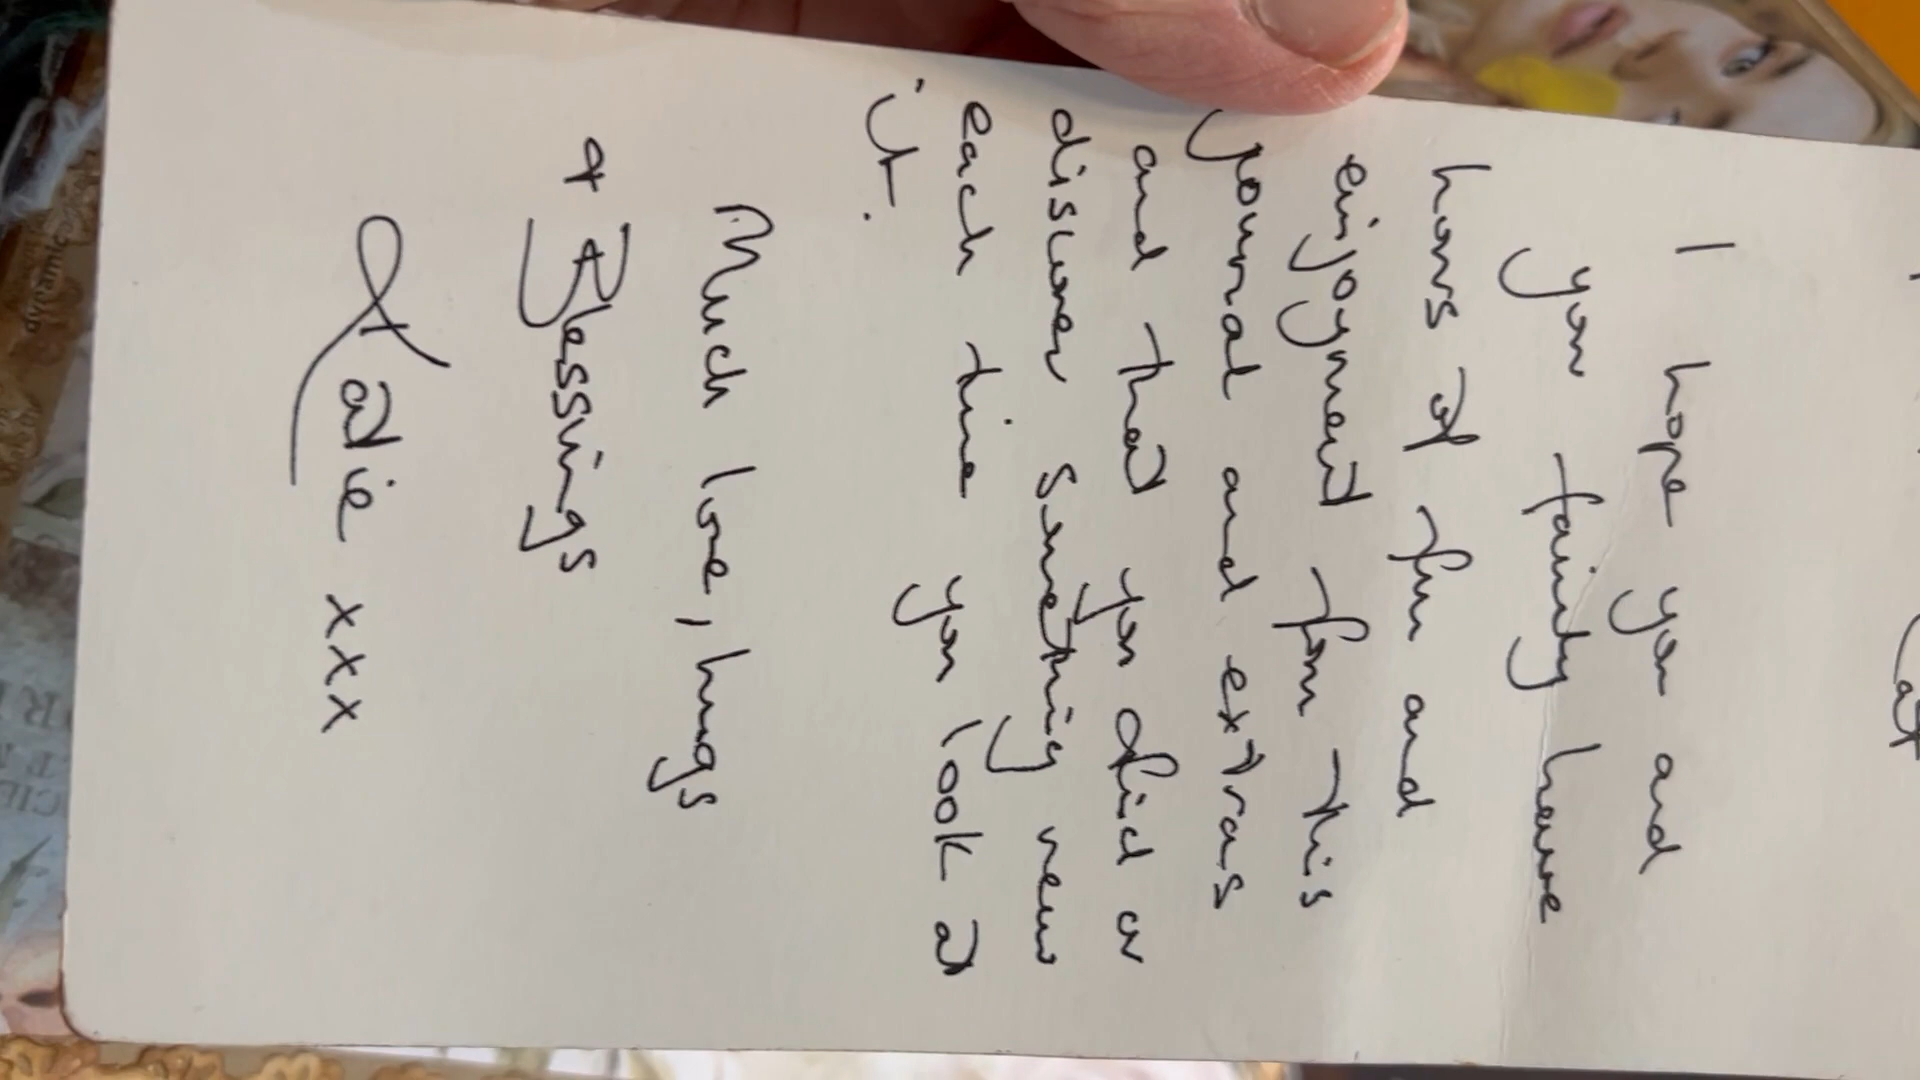 I hope you and
you family have
hours of fun and
enjoyment from this
journal and extras
and that you find or
discover something new
each time you look at
it.
Much love, hugs
+ Blessings
Katie xxx